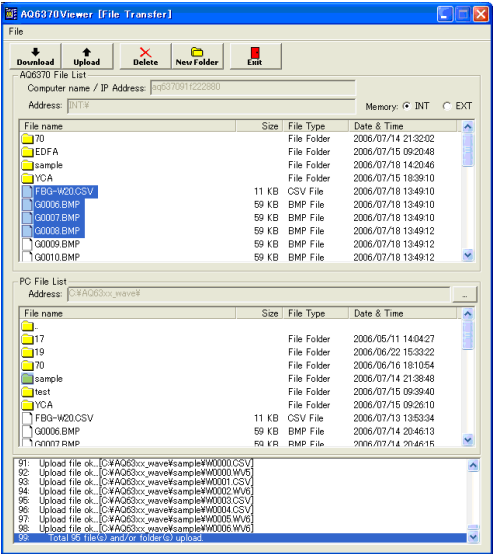 AQ6370Viewer [File Transfer]
File
Download Upload Delete New Folder Exit
AQ6370 File List
Computer name / IP Address: aq637091f222880
Address: INT¥ Memory: INT EXT
File name Size File Type Date & Time
70 File Folder 2006/07/14 21:32:02
EDFA File Folder 2006/07/15 09:20:48
sample File Folder 2006/07/18 14:20:46
YCA File Folder 2006/07/15 18:39:10
FBG-W20.CSV 11 KB CSV File 2006/07/18 13:49:10
G0006.BMP 59 KB BMP File 2006/07/18 13:49:10
G0007.BMP 59 KB BMP File 2006/07/18 13:49:10
G0008.BMP 59 KB BMP File 2006/07/18 13:49:12
G0009.BMP 59 KB BMP File 2006/07/18 13:49:12
G0010.BMP 59 KB BMP File 2006/07/18 13:49:12
PC File List
Address: C:¥AQ63xx_wave¥ ...
File name Size File Type Date & Time
..
17 File Folder 2006/05/11 14:04:27
19 File Folder 2006/06/22 15:33:22
70 File Folder 2006/06/16 18:10:54
sample File Folder 2006/07/14 21:38:48
test File Folder 2006/07/15 09:39:40
YCA File Folder 2006/07/15 09:26:10
FBG-W20.CSV 11 KB CSV File 2006/07/13 13:53:34
G0006.BMP 59 KB BMP File 2006/07/14 20:46:13
G0007.BMP 59 KB BMP File 2006/07/14 20:46:15
91: Upload file ok...[C:¥AQ63xx_wave¥sample¥W0000.CSV]
92: Upload file ok...[C:¥AQ63xx_wave¥sample¥W0000.WV5]
93: Upload file ok...[C:¥AQ63xx_wave¥sample¥W0001.CSV]
94: Upload file ok...[C:¥AQ63xx_wave¥sample¥W0002.WV6]
95: Upload file ok...[C:¥AQ63xx_wave¥sample¥W0003.CSV]
96: Upload file ok...[C:¥AQ63xx_wave¥sample¥W0004.CSV]
97: Upload file ok...[C:¥AQ63xx_wave¥sample¥W0005.WV6]
98: Upload file ok...[C:¥AQ63xx_wave¥sample¥W0006.WV6]
99: Total 95 file(s) and/or folder(s) upload.